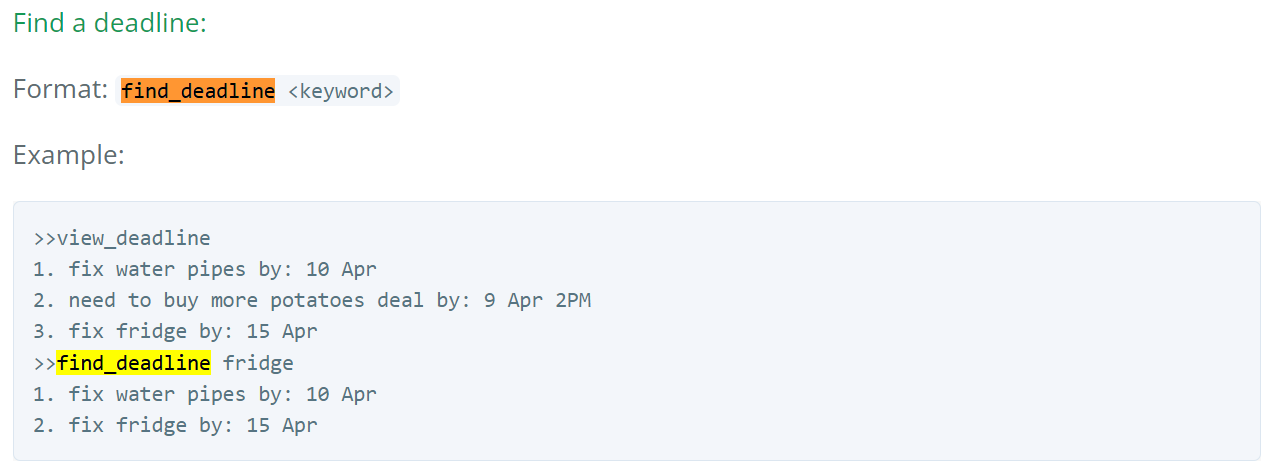 Find a deadline:
Format: find_deadline <keyword>
Example:
>>view_deadline
1. fix water pipes by: 10 Apr
2. need to buy more potatoes deal by: 9 Apr 2PM
3. fix fridge by: 15 Apr
>>find_deadline fridge
1. fix water pipes by: 10 Apr
2. fix fridge by: 15 Apr